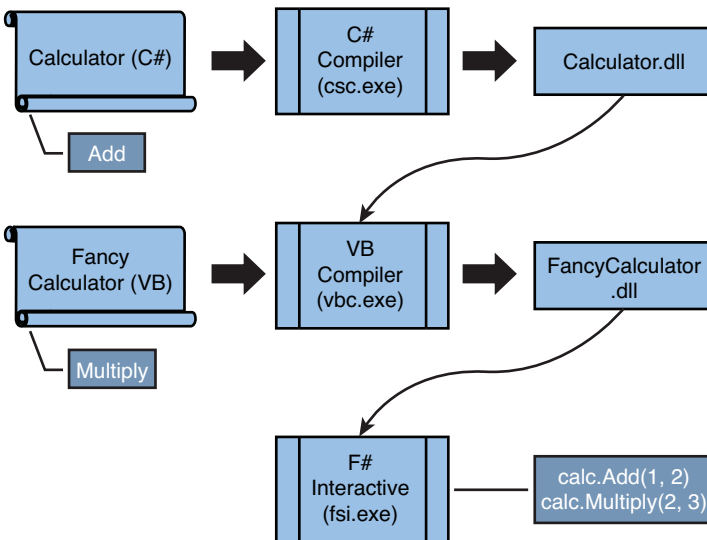 Calculator (C#)
C#
Compiler
(csc.exe)
Calculator.dll
Add
Fancy
Calculator (VB)
VB
Compiler
(vbc.exe)
FancyCalculator
.dll
Multiply
F#
Interactive
(fsi.exe)
calc.Add(1, 2)
calc.Multiply(2, 3)